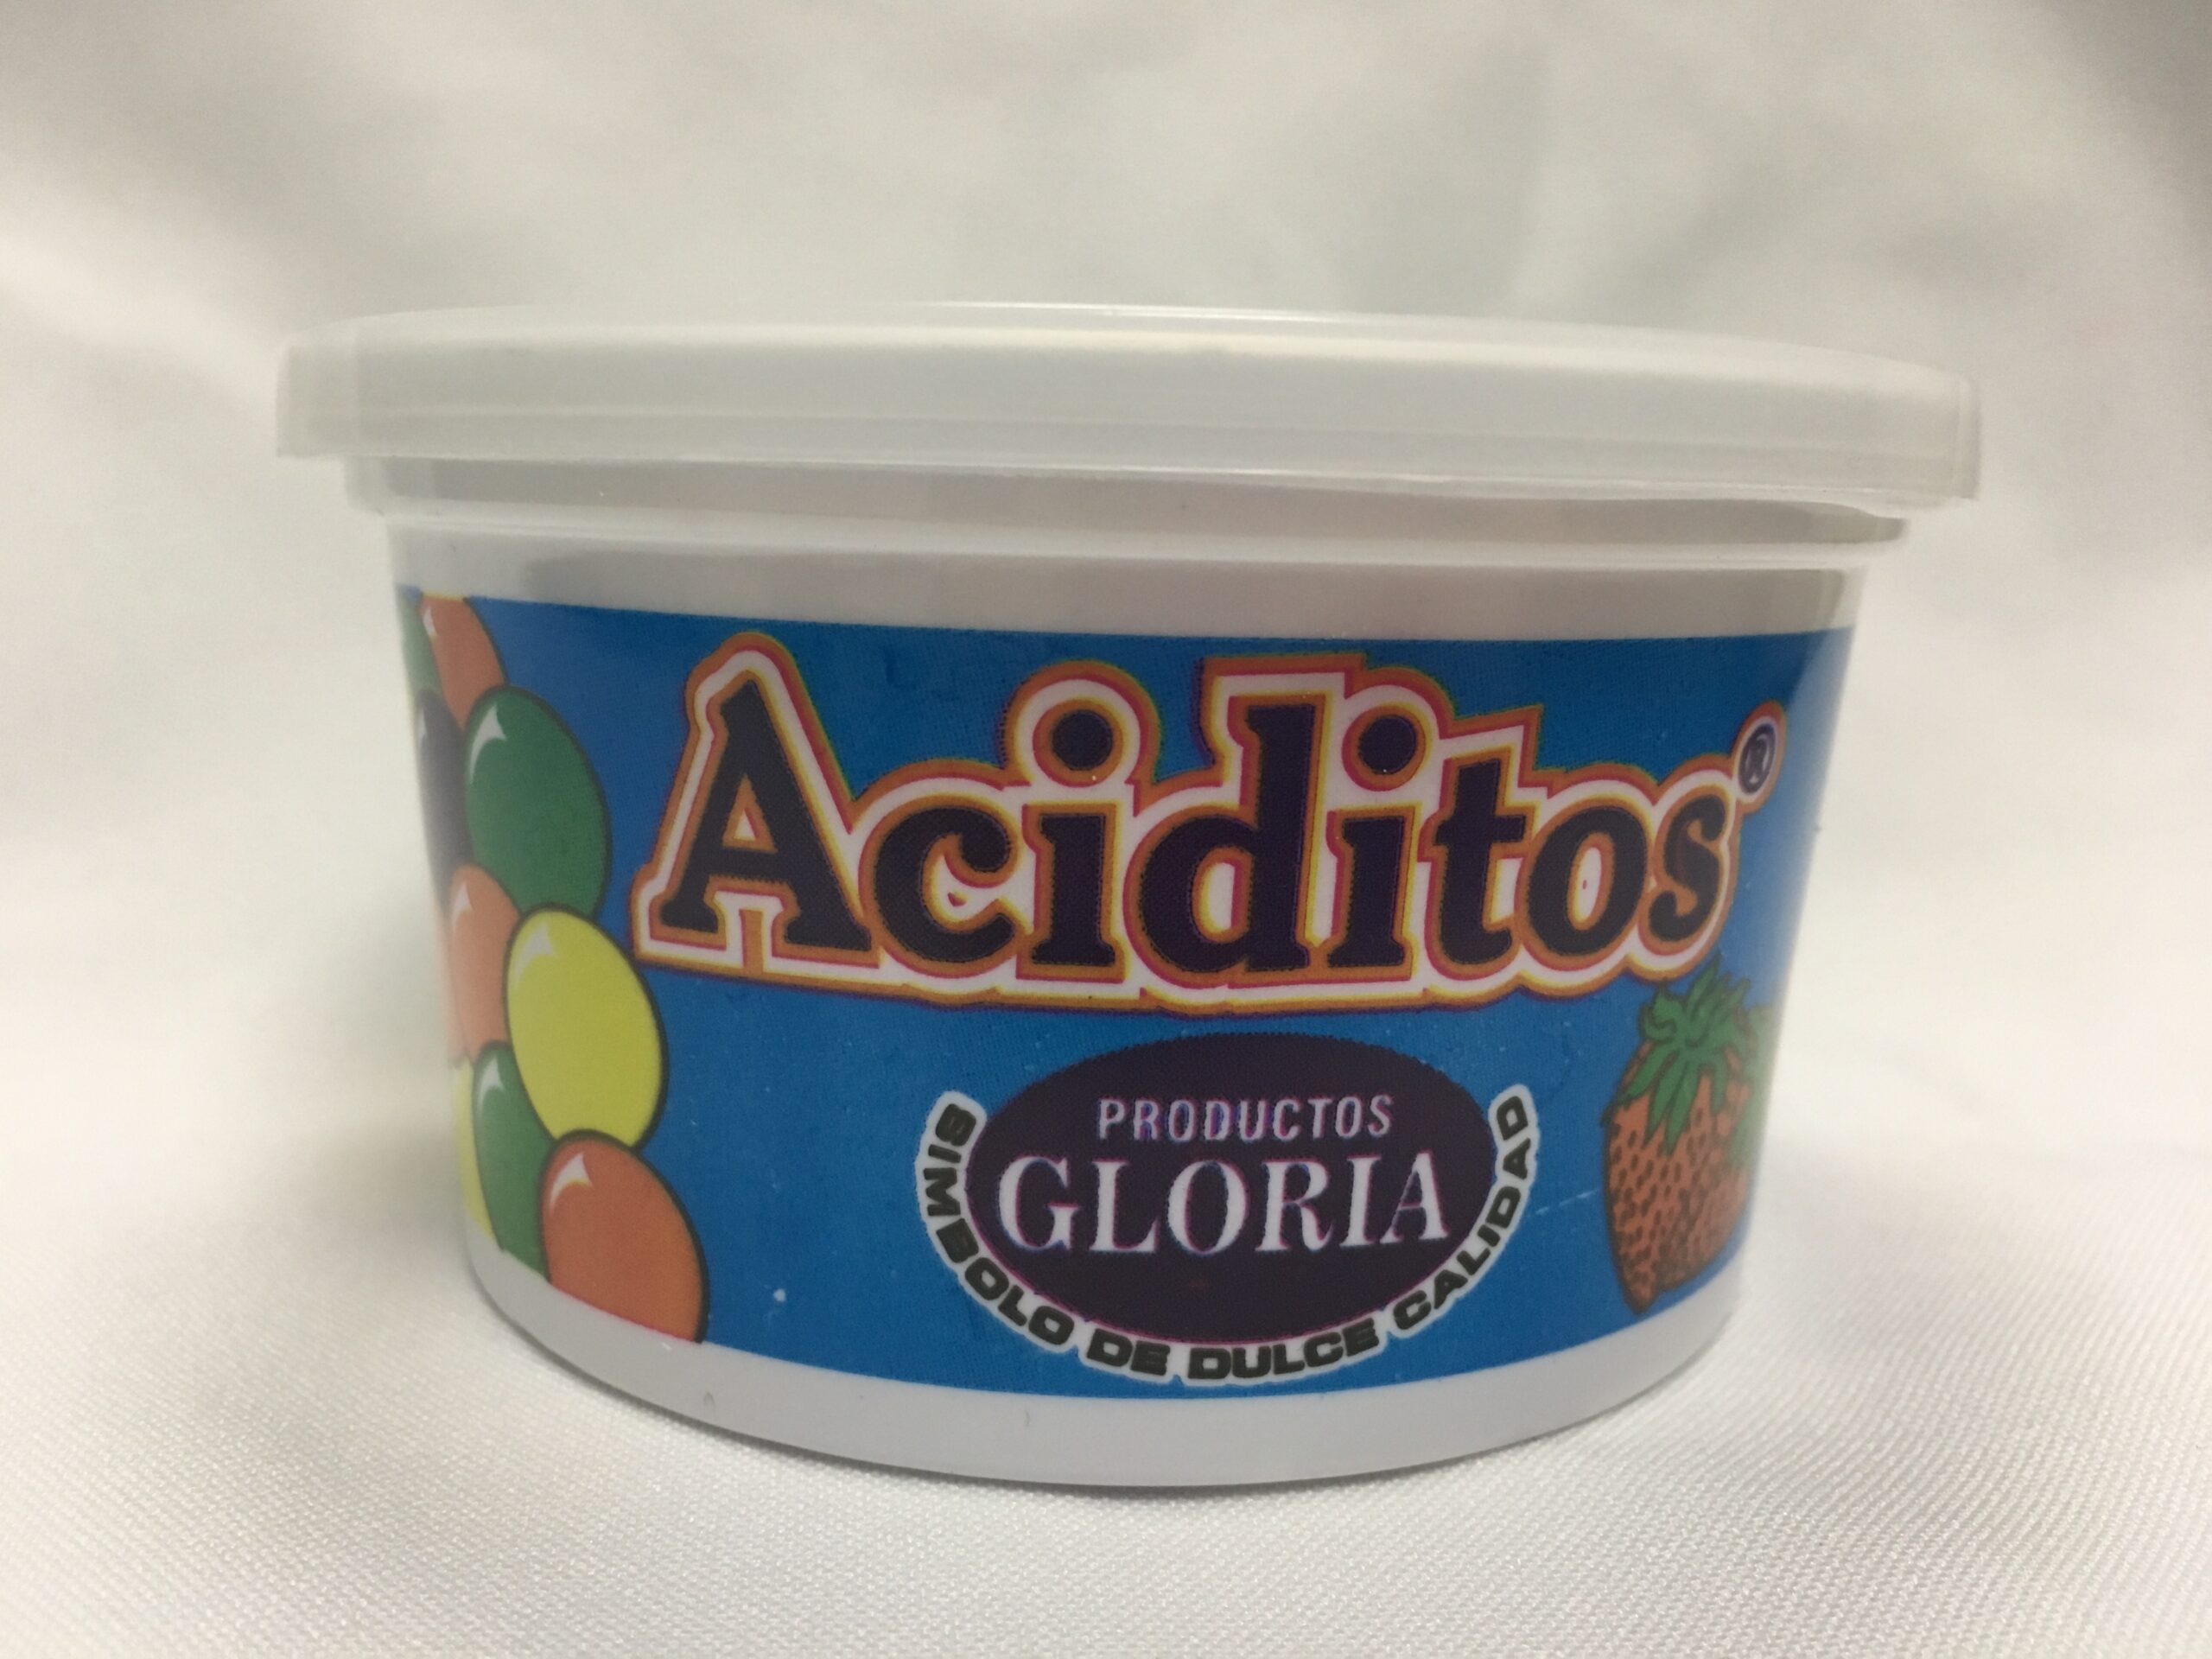 Aciditos®
PRODUCTOS
GLORIA
SIMBOLO DE DULCE CALIDAD